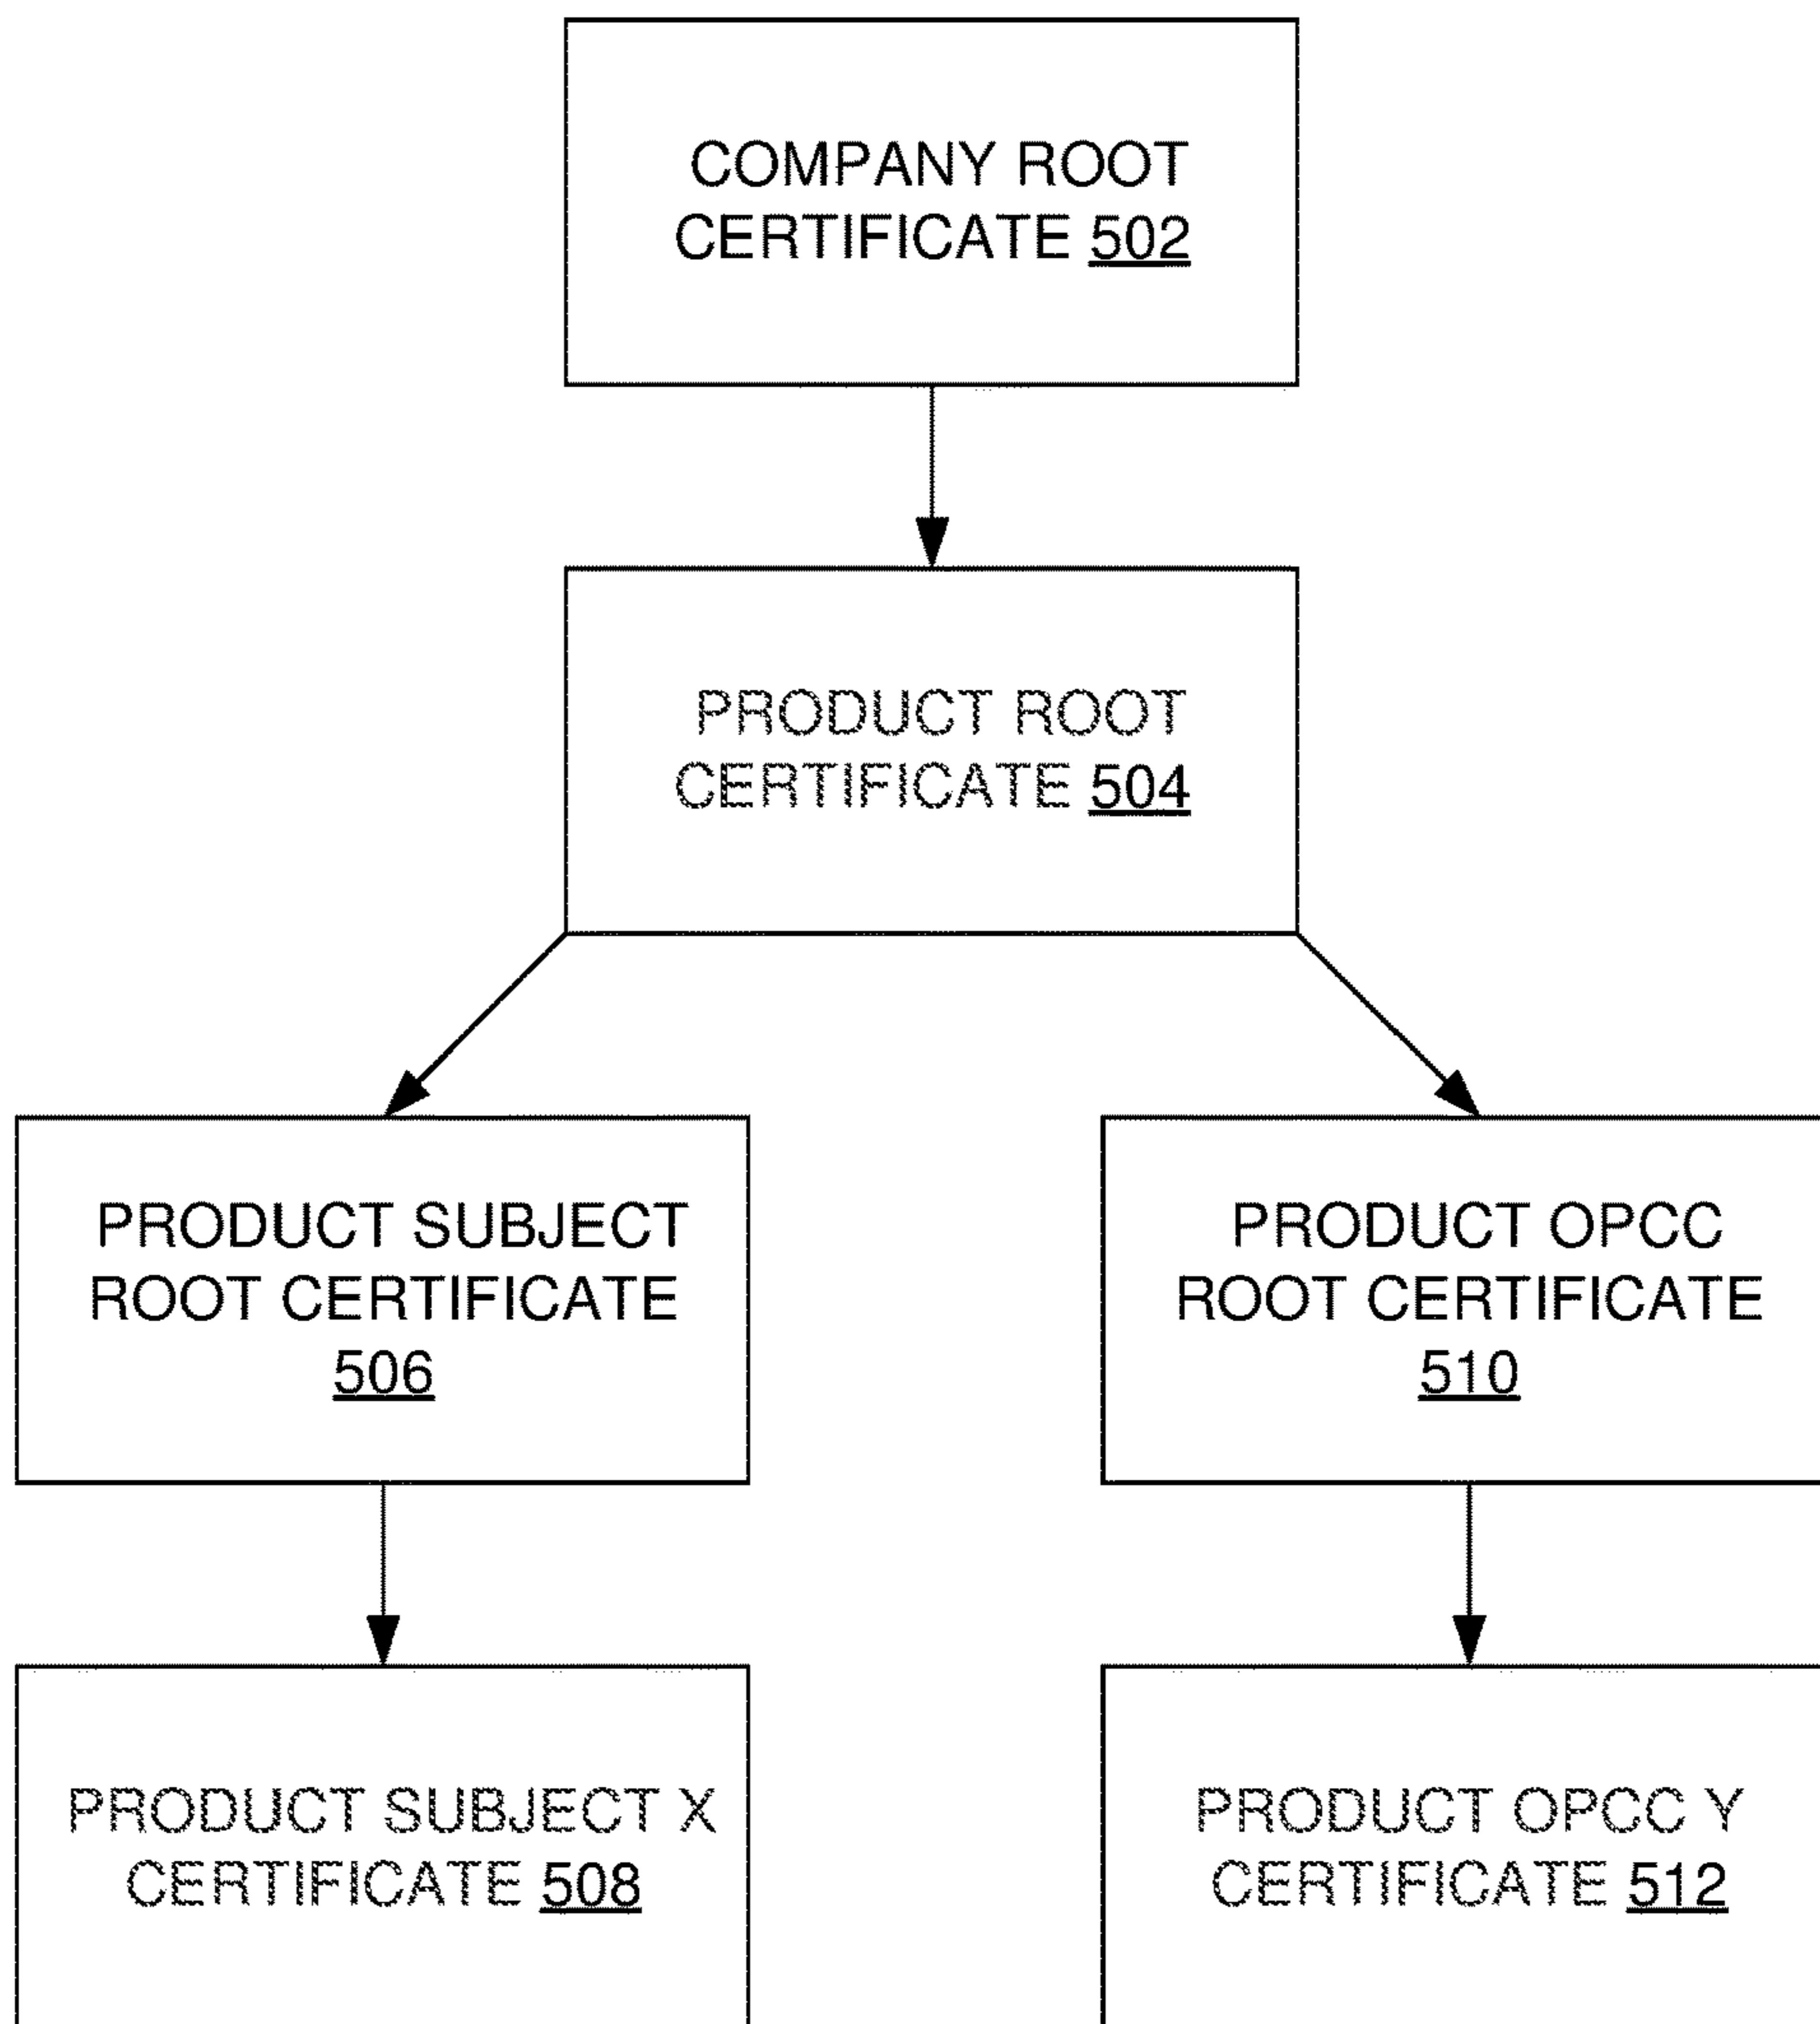 COMPANY ROOT
CERTIFICATE 502
PRODUCT ROOT
CERTIFICATE 504
PRODUCT SUBJECT
ROOT CERTIFICATE
506
PRODUCT OPCC
ROOT CERTIFICATE
510
PRODUCT SUBJECT X
CERTIFICATE 508
PRODUCT OPCC Y
CERTIFICATE 512